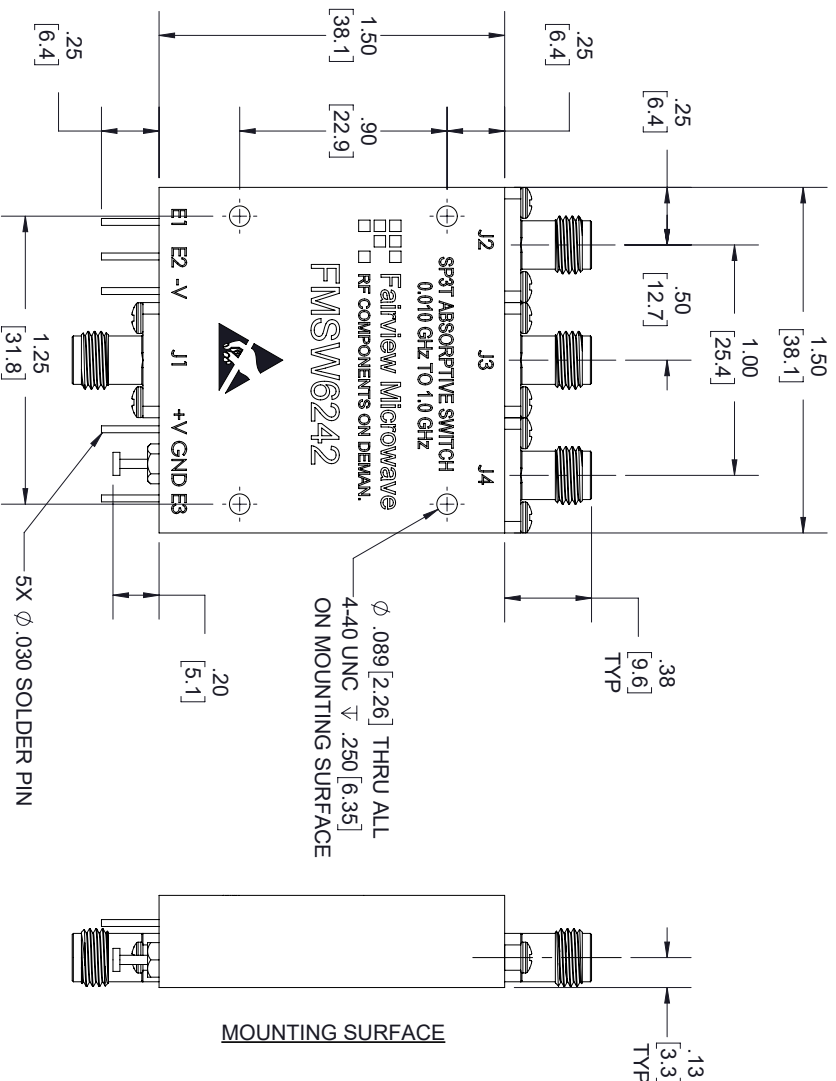 1.50
[38.1]
1.00
[25.4]
.50
[12.7]
.25
[6.4]
.25
[6.4]
1.50
[38.1]
.90
[22.9]
.25
[6.4]
J2
J3
J4
SP3T ABSORPTIVE SWITCH
0.010 GHz TO 1.0 GHz
Fairview Microwave
RF COMPONENTS ON DEMAN.
FMSW6242
E1
E2
-V
J1
+V
GND
E3
1.25
[31.8]
.38
[9.6]
TYP
Ø .089 [2.26] THRU ALL
4-40 UNC ↧ .250 [6.35]
ON MOUNTING SURFACE
.20
[5.1]
5X Ø .030 SOLDER PIN
.13
[3.3
TYP
MOUNTING SURFACE